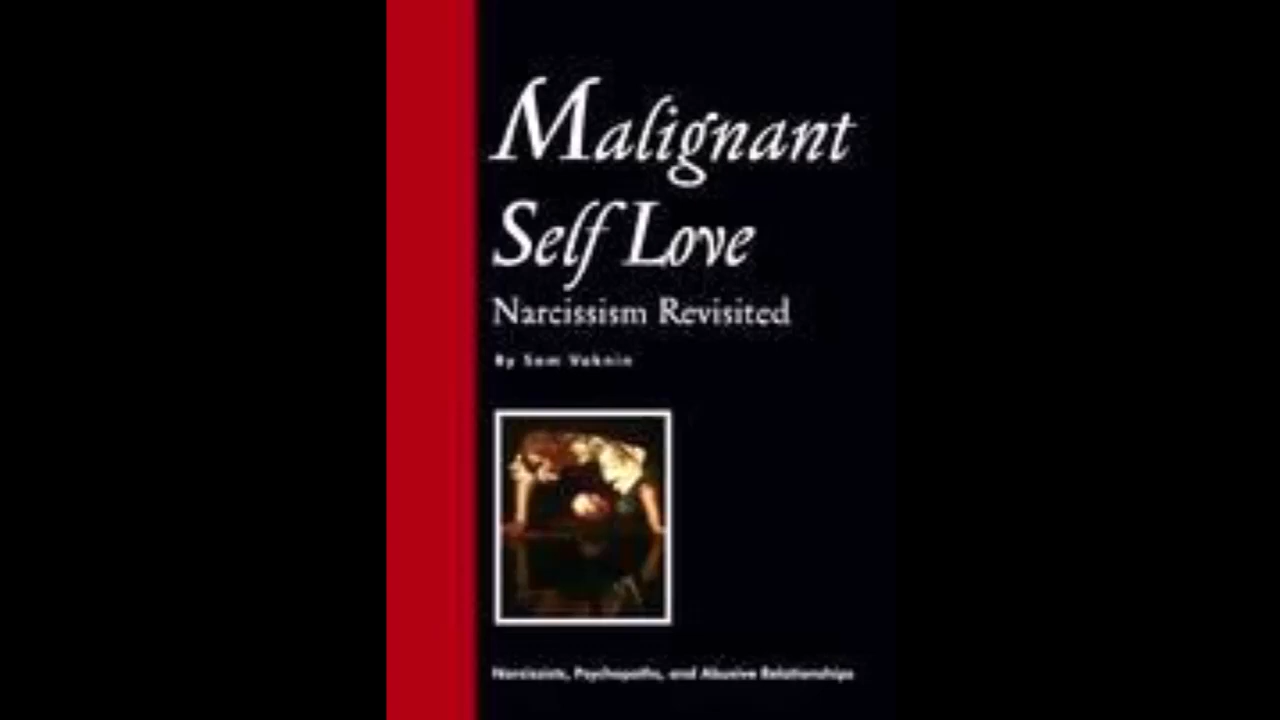 Malignant
Self Love
Narcissism Revisited
By Sam Vaknin
Narcissists, Psychopaths, and Abusive Relationships